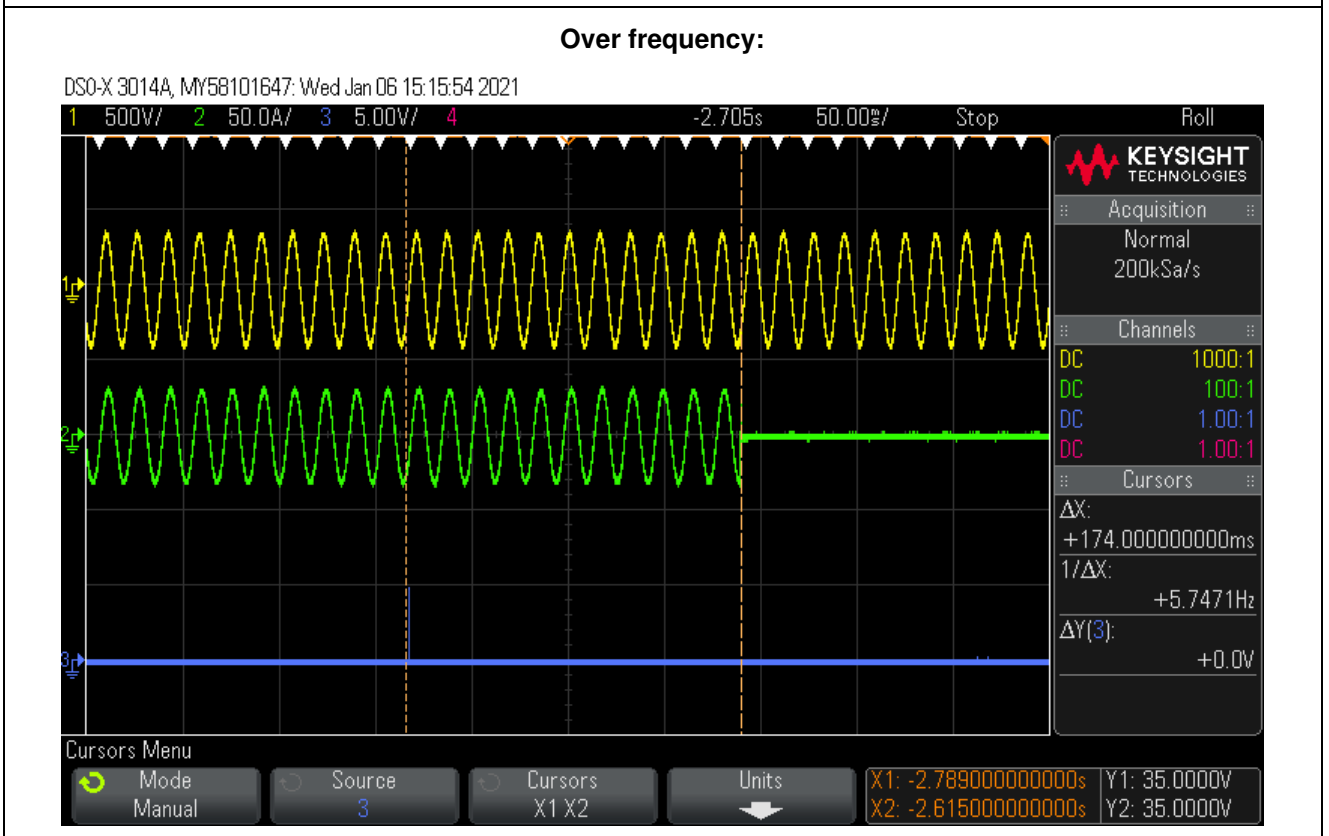 Over frequency:
DSO-X 3014A, MY58101647: Wed Jan 06 15:15:54 2021
1 500V/ 2 50.0A/ 3 5.00V/ 4 -2.705s 50.00ms/ Stop Roll
KEYSIGHT
TECHNOLOGIES
Acquisition
Normal
200kSa/s
Channels
DC 1000:1
DC 100:1
DC 1.00:1
DC 1.00:1
Cursors
ΔX:
+174.000000000ms
1/ΔX:
+5.7471Hz
ΔY(3):
+0.0V
1
2
3
Cursors Menu
Mode
Manual
Source
3
Cursors
X1 X2
Units
X1: -2.789000000000s Y1: 35.0000V
X2: -2.615000000000s Y2: 35.0000V